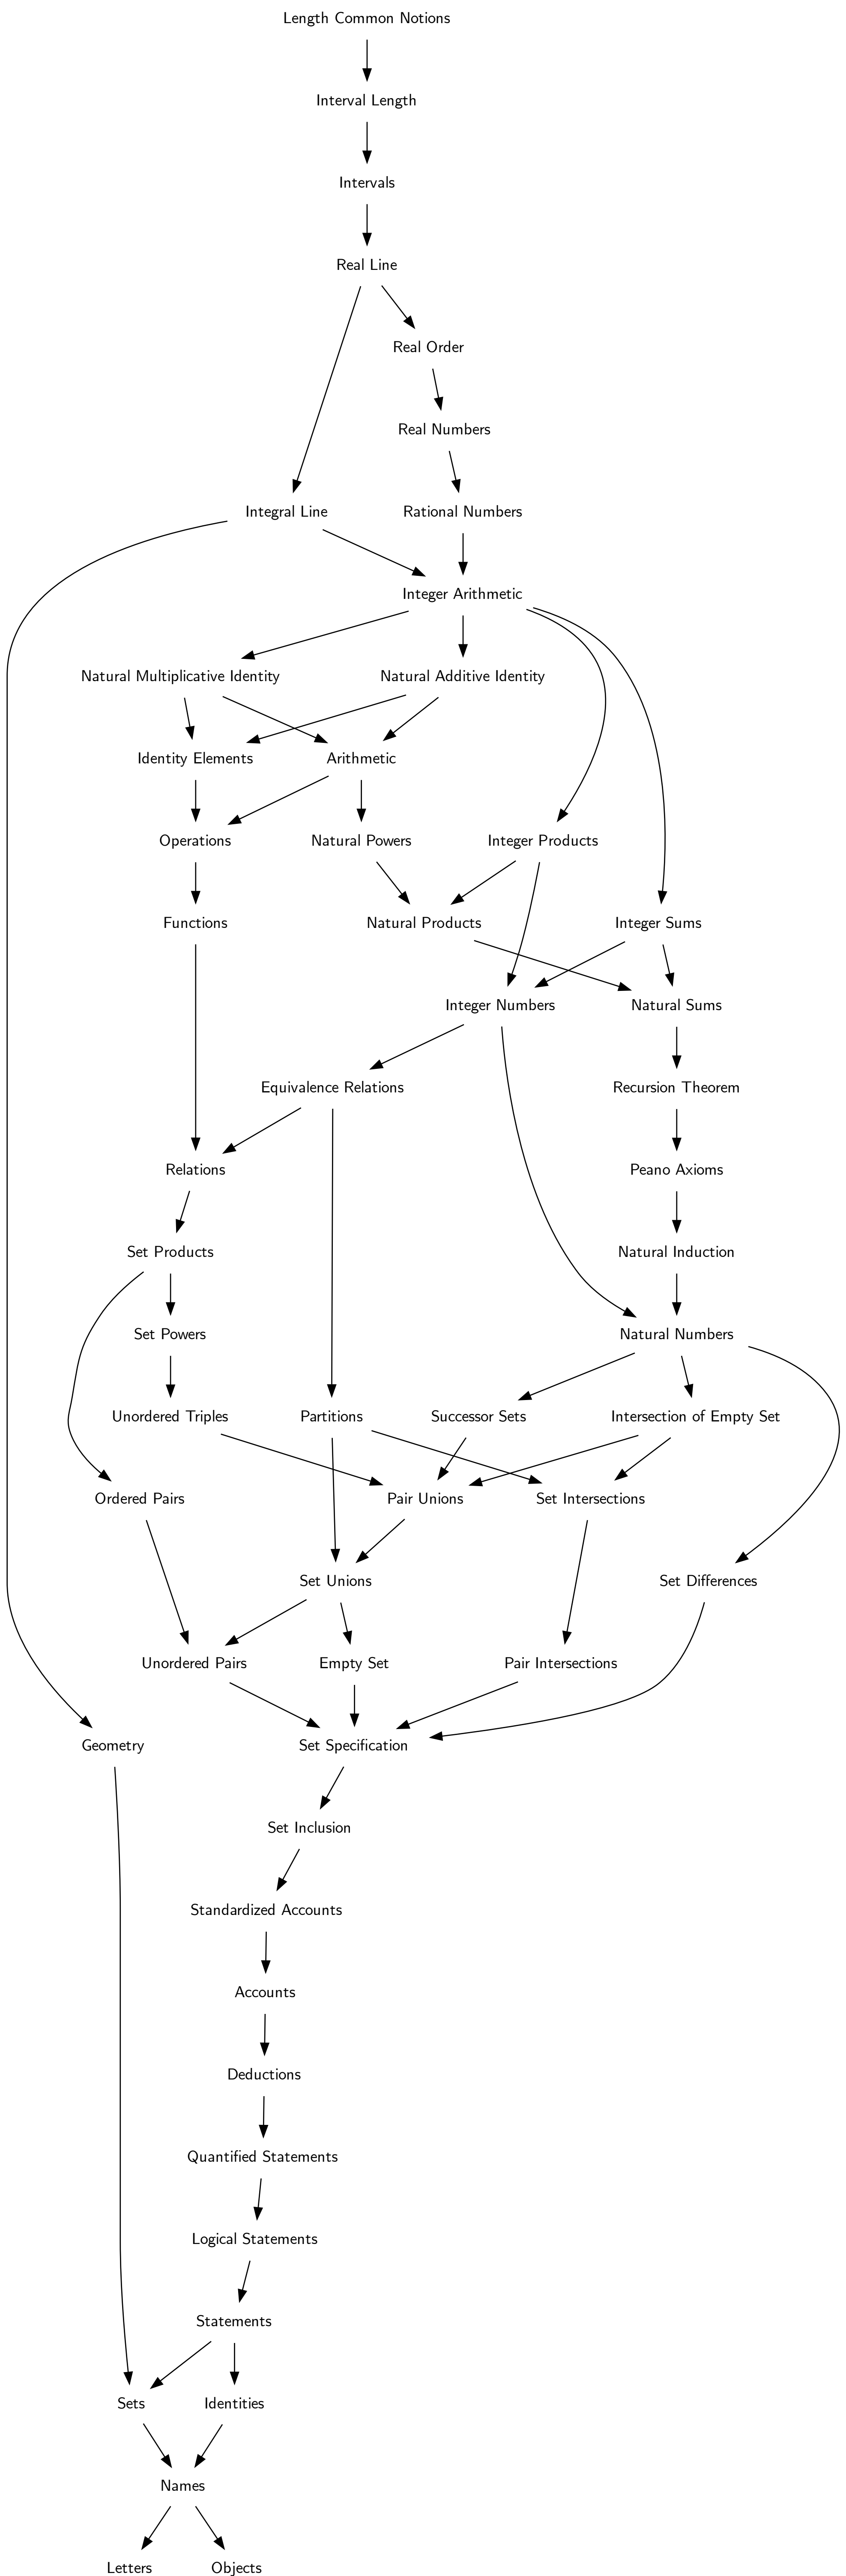 Length Common Notions
Interval Length
Intervals
Real Line
Real Order
Real Numbers
Integral Line
Rational Numbers
Integer Arithmetic
Natural Multiplicative Identity
Natural Additive Identity
Identity Elements
Arithmetic
Operations
Natural Powers
Integer Products
Functions
Natural Products
Integer Sums
Integer Numbers
Natural Sums
Equivalence Relations
Recursion Theorem
Relations
Peano Axioms
Set Products
Natural Induction
Set Powers
Natural Numbers
Unordered Triples
Partitions
Successor Sets
Intersection of Empty Set
Ordered Pairs
Pair Unions
Set Intersections
Set Unions
Set Differences
Unordered Pairs
Empty Set
Pair Intersections
Geometry
Set Specification
Set Inclusion
Standardized Accounts
Accounts
Deductions
Quantified Statements
Logical Statements
Statements
Sets
Identities
Names
Letters
Objects